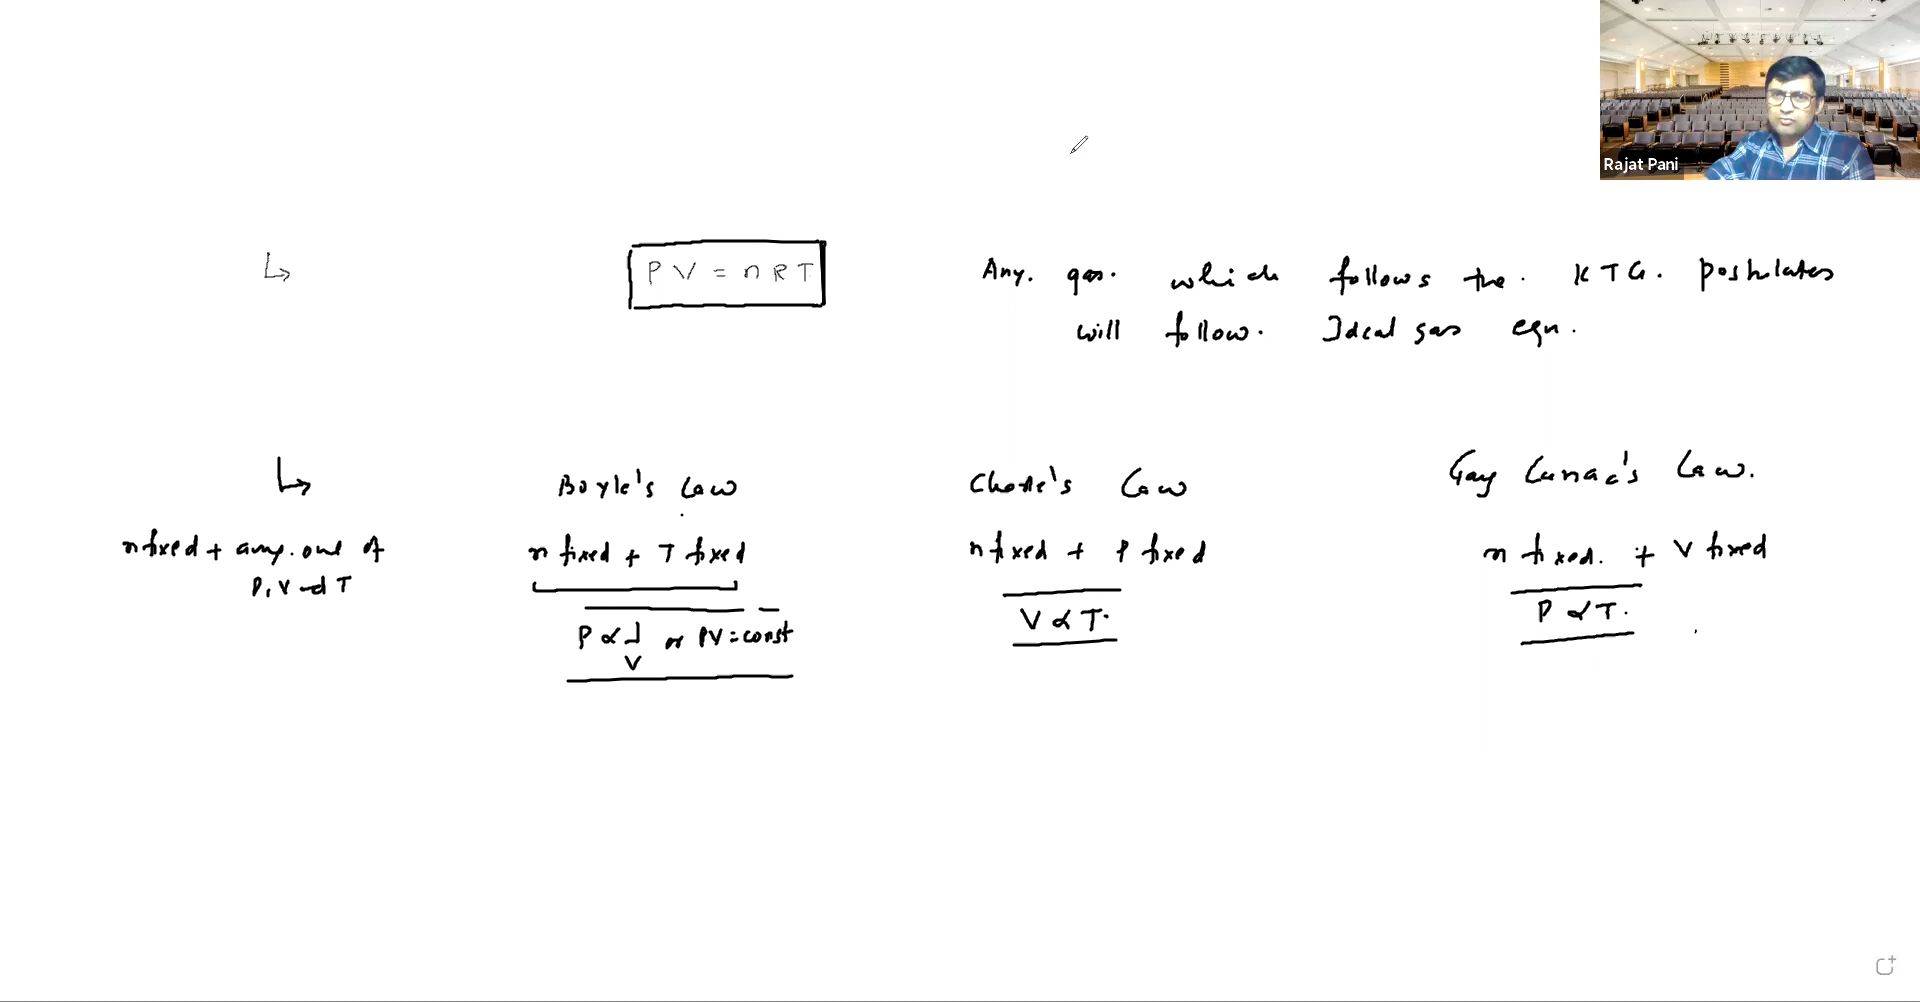 Rajat Pani
PV = nRT
Any. gas. which follows the. KTG. postulates
will follow. Ideal gas eqn.
Boyle's Law
Charle's Law
Gay Lussac's Law.
n fixed + any. one of
P, V and T
n fixed + T fixed
n fixed + P fixed
n fixed. + V fixed
P ∝ 1/V or PV = const
V ∝ T.
P ∝ T.